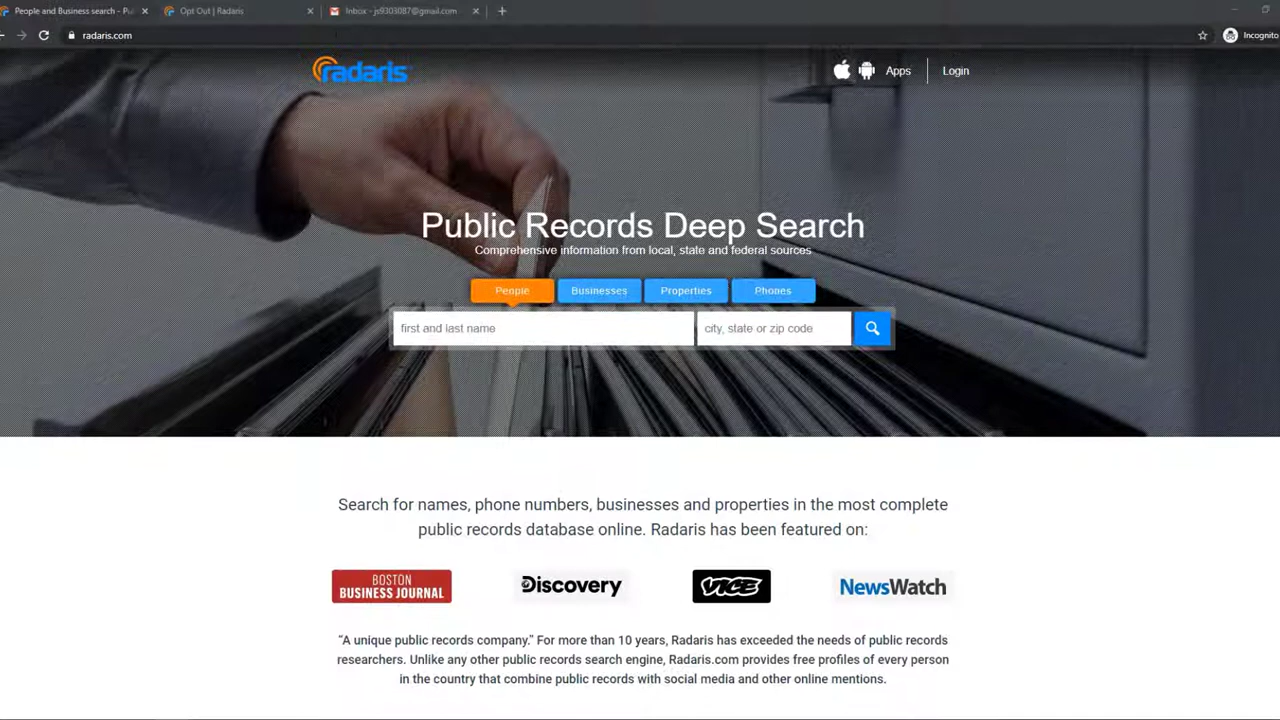 People and Business search - Pu
Opt Out | Radaris
Inbox - js9303087@gmail.com
radaris.com
Incognito
radaris
Apps
Login
Public Records Deep Search
Comprehensive information from local, state and federal sources
People
Businesses
Properties
Phones
first and last name
city, state or zip code
Search for names, phone numbers, businesses and properties in the most complete
public records database online. Radaris has been featured on:
BOSTON
BUSINESS JOURNAL
Discovery
VICE
NewsWatch
"A unique public records company." For more than 10 years, Radaris has exceeded the needs of public records
researchers. Unlike any other public records search engine, Radaris.com provides free profiles of every person
in the country that combine public records with social media and other online mentions.